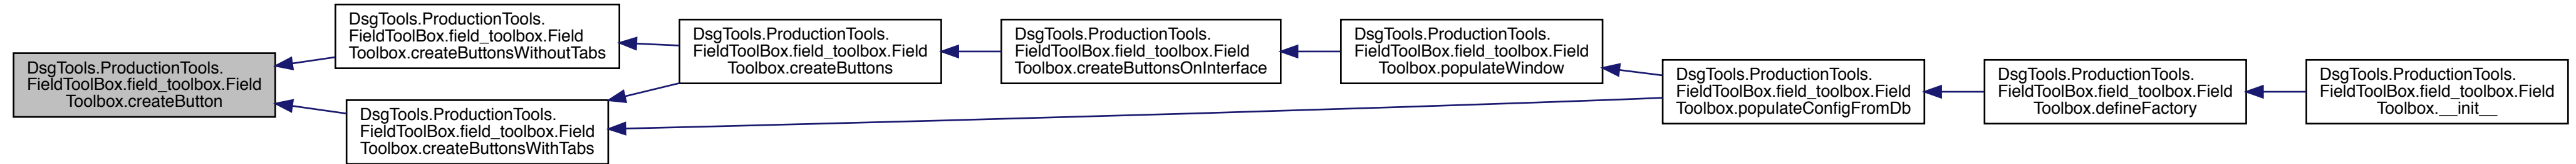 DsgTools.ProductionTools.
FieldToolBox.field_toolbox.Field
Toolbox.createButton
DsgTools.ProductionTools.
FieldToolBox.field_toolbox.Field
Toolbox.createButtonsWithoutTabs
DsgTools.ProductionTools.
FieldToolBox.field_toolbox.Field
Toolbox.createButtonsWithTabs
DsgTools.ProductionTools.
FieldToolBox.field_toolbox.Field
Toolbox.createButtons
DsgTools.ProductionTools.
FieldToolBox.field_toolbox.Field
Toolbox.createButtonsOnInterface
DsgTools.ProductionTools.
FieldToolBox.field_toolbox.Field
Toolbox.populateWindow
DsgTools.ProductionTools.
FieldToolBox.field_toolbox.Field
Toolbox.populateConfigFromDb
DsgTools.ProductionTools.
FieldToolBox.field_toolbox.Field
Toolbox.defineFactory
DsgTools.ProductionTools.
FieldToolBox.field_toolbox.Field
Toolbox.__init__